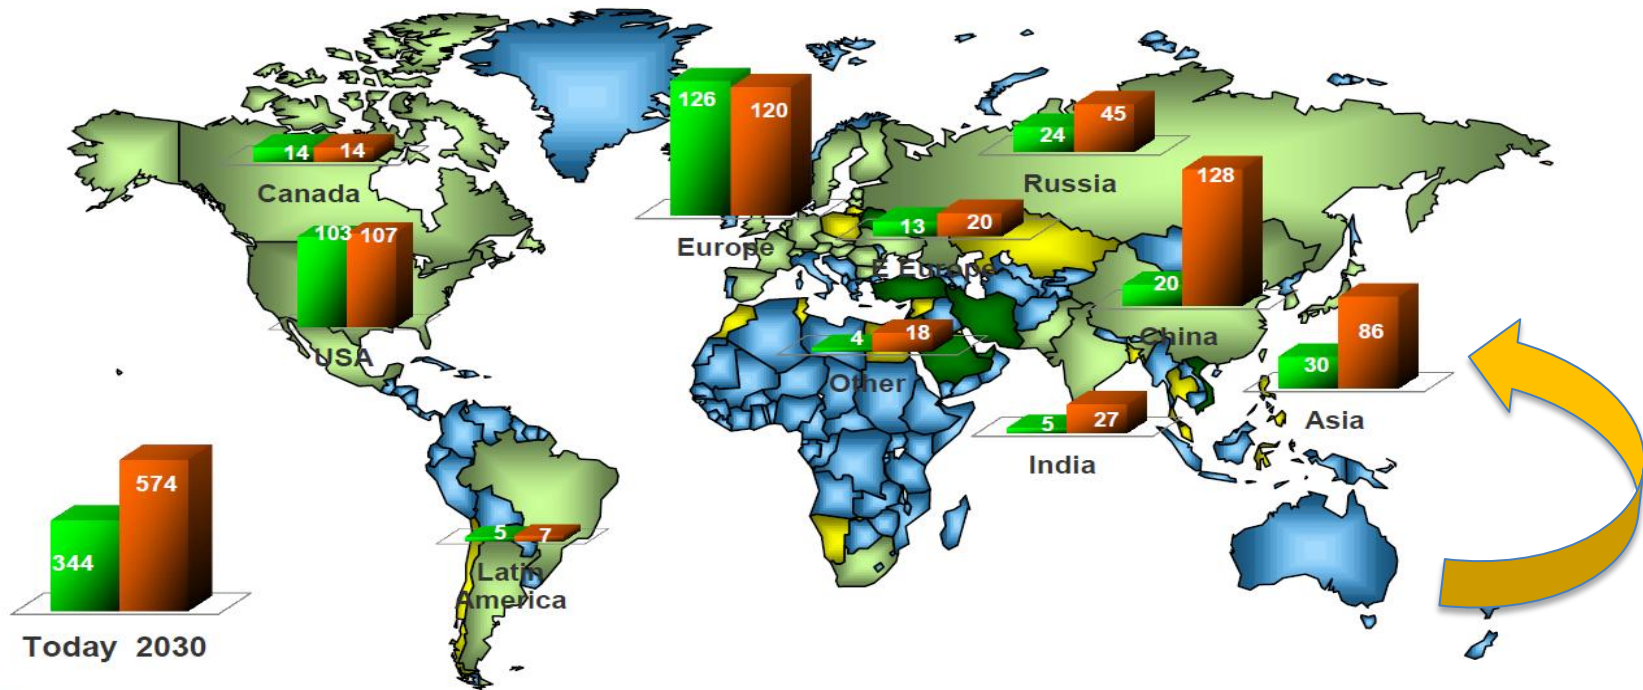 126 120
24 45
14 14
Canada
Russia
128
20
China
103 107
USA
Europe
13 20
E Europe
4 18
Other
30 86
Asia
5 27
India
344 574
Today 2030
5 7
Latin
America